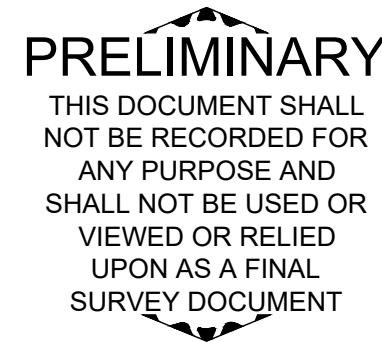 PRELIMINARY
THIS DOCUMENT SHALL
NOT BE RECORDED FOR
ANY PURPOSE AND
SHALL NOT BE USED OR
VIEWED OR RELIED
UPON AS A FINAL
SURVEY DOCUMENT